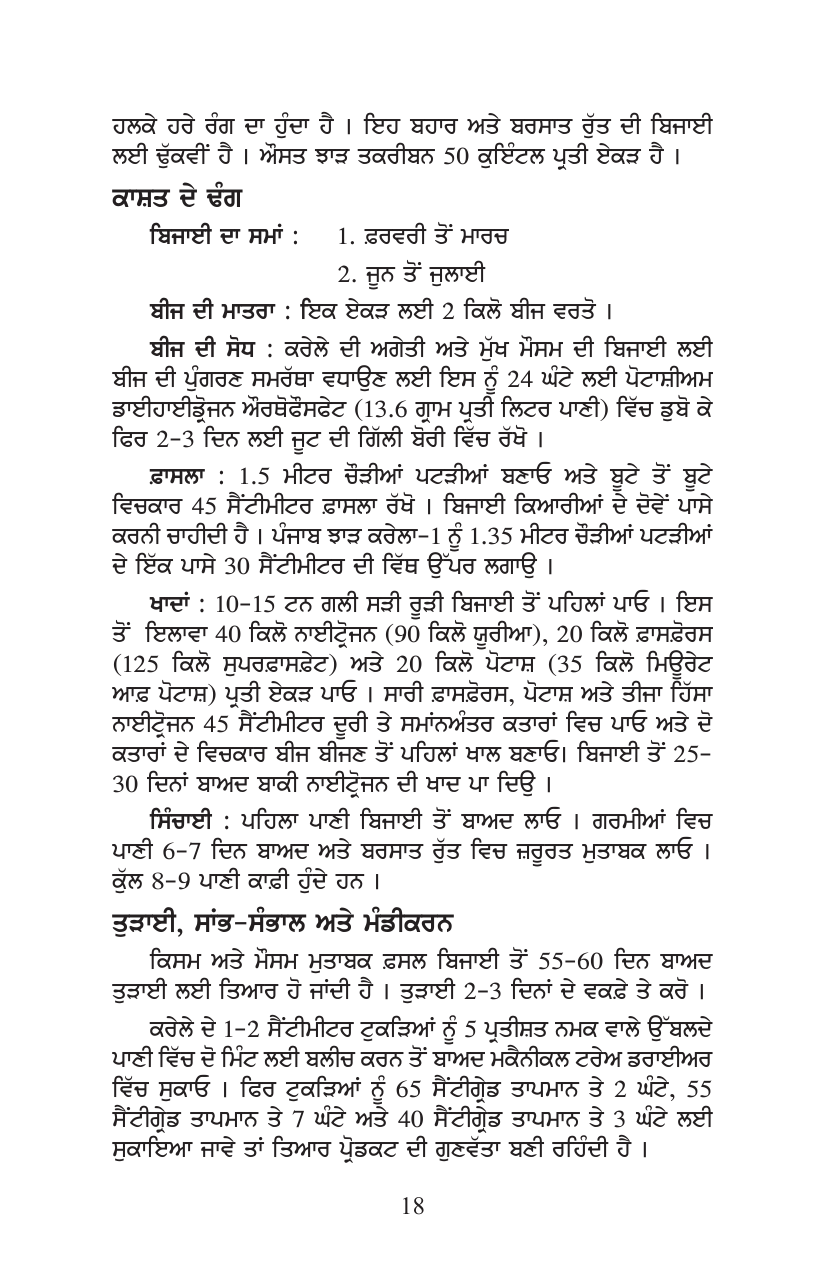 ਹਲਕੇ ਹਰੇ ਰੰਗ ਦਾ ਹੁੰਦਾ ਹੈ । ਇਹ ਬਹਾਰ ਅਤੇ ਬਰਸਾਤ ਰੁੱਤ ਦੀ ਬਿਜਾਈ
ਲਈ ਢੁੱਕਵੀਂ ਹੈ । ਔਸਤ ਝਾੜ ਤਕਰੀਬਨ 50 ਕੁਇੰਟਲ ਪ੍ਰਤੀ ਏਕੜ ਹੈ ।
ਕਾਸ਼ਤ ਦੇ ਢੰਗ
ਬਿਜਾਈ ਦਾ ਸਮਾਂ : 1. ਫ਼ਰਵਰੀ ਤੋਂ ਮਾਰਚ
2. ਜੂਨ ਤੋਂ ਜੁਲਾਈ
ਬੀਜ ਦੀ ਮਾਤਰਾ : ਇਕ ਏਕੜ ਲਈ 2 ਕਿਲੋ ਬੀਜ ਵਰਤੋ ।
ਬੀਜ ਦੀ ਸੋਧ : ਕਰੇਲੇ ਦੀ ਅਗੇਤੀ ਅਤੇ ਮੁੱਖ ਮੌਸਮ ਦੀ ਬਿਜਾਈ ਲਈ
ਬੀਜ ਦੀ ਪੁੰਗਰਣ ਸਮਰੱਥਾ ਵਧਾਉਣ ਲਈ ਇਸ ਨੂੰ 24 ਘੰਟੇ ਲਈ ਪੋਟਾਸ਼ੀਅਮ
ਡਾਈਹਾਈਡ੍ਰੋਜਨ ਔਰਥੋਫੌਸਫੇਟ (13.6 ਗ੍ਰਾਮ ਪ੍ਰਤੀ ਲਿਟਰ ਪਾਣੀ) ਵਿੱਚ ਡੁਬੋ ਕੇ
ਫਿਰ 2-3 ਦਿਨ ਲਈ ਜੂਟ ਦੀ ਗਿੱਲੀ ਬੋਰੀ ਵਿੱਚ ਰੱਖੋ ।
ਫ਼ਾਸਲਾ : 1.5 ਮੀਟਰ ਚੌੜੀਆਂ ਪਟੜੀਆਂ ਬਣਾਓ ਅਤੇ ਬੂਟੇ ਤੋਂ ਬੂਟੇ
ਵਿਚਕਾਰ 45 ਸੈਂਟੀਮੀਟਰ ਫ਼ਾਸਲਾ ਰੱਖੋ । ਬਿਜਾਈ ਕਿਆਰੀਆਂ ਦੇ ਦੋਵੇਂ ਪਾਸੇ
ਕਰਨੀ ਚਾਹੀਦੀ ਹੈ । ਪੰਜਾਬ ਝਾੜ ਕਰੇਲਾ-1 ਨੂੰ 1.35 ਮੀਟਰ ਚੌੜੀਆਂ ਪਟੜੀਆਂ
ਦੇ ਇੱਕ ਪਾਸੇ 30 ਸੈਂਟੀਮੀਟਰ ਦੀ ਵਿੱਥ ਉੱਪਰ ਲਗਾਉ ।
ਖਾਦਾਂ : 10-15 ਟਨ ਗਲੀ ਸੜੀ ਰੂੜੀ ਬਿਜਾਈ ਤੋਂ ਪਹਿਲਾਂ ਪਾਓ । ਇਸ
ਤੋਂ ਇਲਾਵਾ 40 ਕਿਲੋ ਨਾਈਟ੍ਰੋਜਨ (90 ਕਿਲੋ ਯੂਰੀਆ), 20 ਕਿਲੋ ਫ਼ਾਸਫ਼ੋਰਸ
(125 ਕਿਲੋ ਸੁਪਰਫ਼ਾਸਫ਼ੇਟ) ਅਤੇ 20 ਕਿਲੋ ਪੋਟਾਸ਼ (35 ਕਿਲੋ ਮਿਊਰੇਟ
ਆਫ਼ ਪੋਟਾਸ਼) ਪ੍ਰਤੀ ਏਕੜ ਪਾਓ । ਸਾਰੀ ਫ਼ਾਸਫ਼ੋਰਸ, ਪੋਟਾਸ਼ ਅਤੇ ਤੀਜਾ ਹਿੱਸਾ
ਨਾਈਟ੍ਰੋਜਨ 45 ਸੈਂਟੀਮੀਟਰ ਦੂਰੀ ਤੇ ਸਮਾਂਨਅੰਤਰ ਕਤਾਰਾਂ ਵਿਚ ਪਾਓ ਅਤੇ ਦੋ
ਕਤਾਰਾਂ ਦੇ ਵਿਚਕਾਰ ਬੀਜ ਬੀਜਣ ਤੋਂ ਪਹਿਲਾਂ ਖਾਲ ਬਣਾਓ। ਬਿਜਾਈ ਤੋਂ 25-
30 ਦਿਨਾਂ ਬਾਅਦ ਬਾਕੀ ਨਾਈਟ੍ਰੋਜਨ ਦੀ ਖਾਦ ਪਾ ਦਿਉ ।
ਸਿੰਚਾਈ : ਪਹਿਲਾ ਪਾਣੀ ਬਿਜਾਈ ਤੋਂ ਬਾਅਦ ਲਾਓ । ਗਰਮੀਆਂ ਵਿਚ
ਪਾਣੀ 6-7 ਦਿਨ ਬਾਅਦ ਅਤੇ ਬਰਸਾਤ ਰੁੱਤ ਵਿਚ ਜ਼ਰੂਰਤ ਮੁਤਾਬਕ ਲਾਓ ।
ਕੁੱਲ 8-9 ਪਾਣੀ ਕਾਫ਼ੀ ਹੁੰਦੇ ਹਨ ।
ਤੁੜਾਈ, ਸਾਂਭ-ਸੰਭਾਲ ਅਤੇ ਮੰਡੀਕਰਨ
ਕਿਸਮ ਅਤੇ ਮੌਸਮ ਮੁਤਾਬਕ ਫ਼ਸਲ ਬਿਜਾਈ ਤੋਂ 55-60 ਦਿਨ ਬਾਅਦ
ਤੁੜਾਈ ਲਈ ਤਿਆਰ ਹੋ ਜਾਂਦੀ ਹੈ । ਤੁੜਾਈ 2-3 ਦਿਨਾਂ ਦੇ ਵਕਫ਼ੇ ਤੇ ਕਰੋ ।
ਕਰੇਲੇ ਦੇ 1-2 ਸੈਂਟੀਮੀਟਰ ਟੁਕੜਿਆਂ ਨੂੰ 5 ਪ੍ਰਤੀਸ਼ਤ ਨਮਕ ਵਾਲੇ ਉੱਬਲਦੇ
ਪਾਣੀ ਵਿੱਚ ਦੋ ਮਿੰਟ ਲਈ ਬਲੀਚ ਕਰਨ ਤੋਂ ਬਾਅਦ ਮਕੈਨੀਕਲ ਟਰੇਅ ਡਰਾਈਅਰ
ਵਿੱਚ ਸੁਕਾਓ । ਫਿਰ ਟੁਕੜਿਆਂ ਨੂੰ 65 ਸੈਂਟੀਗ੍ਰੇਡ ਤਾਪਮਾਨ ਤੇ 2 ਘੰਟੇ, 55
ਸੈਂਟੀਗ੍ਰੇਡ ਤਾਪਮਾਨ ਤੇ 7 ਘੰਟੇ ਅਤੇ 40 ਸੈਂਟੀਗ੍ਰੇਡ ਤਾਪਮਾਨ ਤੇ 3 ਘੰਟੇ ਲਈ
ਸੁਕਾਇਆ ਜਾਵੇ ਤਾਂ ਤਿਆਰ ਪ੍ਰੋਡਕਟ ਦੀ ਗੁਣਵੱਤਾ ਬਣੀ ਰਹਿੰਦੀ ਹੈ ।
18